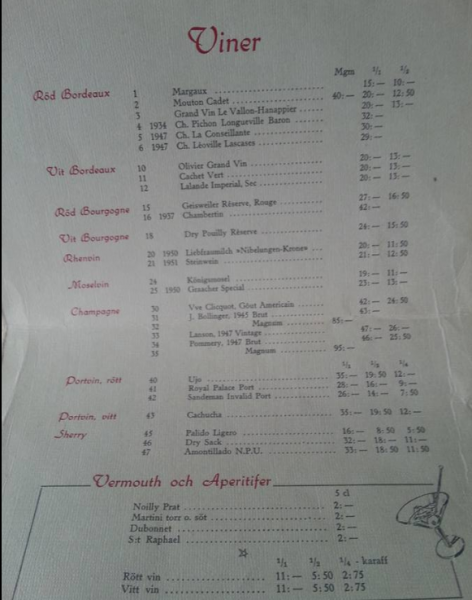 Viner
Mgm 1/1 1/2
Röd Bordeaux 1 Margaux 15:— 10:—
2 Mouton Cadet 40:— 20:— 12:50
3 Grand Vin Le Vallon-Hanappier 20:— 13:—
4 1934 Ch. Pichon Longueville Baron 32:—
5 1947 Ch. La Conseillante 30:—
6 1947 Ch. Léoville Lascases 29:—
Vit Bordeaux 10 Olivier Grand Vin 20:— 13:—
11 Cachet Vert 20:— 13:—
12 Lalande Imperial, Sec 20:— 13:—
Röd Bourgogne 15 Geisweiler Réserve, Rouge 27:— 16:50
16 1957 Chambertin 42:—
Vit Bourgogne 18 Dry Pouilly Réserve 24:— 15:50
Rhenvin 20 1950 Liebfraumilch «Nibelangen-Krone» 20:— 11:50
21 1951 Steinwein 21:— 12:50
Moselvin 24 Königsmosel 19:— 11:—
25 1950 Graacher Special 23:— 13:—
Champagne 30 Vve Clicquot, Göut Americain 42:— 24:50
31 J. Bollinger, 1945 Brut 43:—
32 Magnum 95:—
33 Lanson, 1947 Vintage 47:— 26:—
34 Pommery, 1947 Brut 46:— 25:50
35 Magnum 95:—
1/1 1/2 1/4
Portvin, rött 40 Ujo 35:— 19:50 12:—
41 Royal Palace Port 28:— 16:— 9:—
42 Sandeman Invalid Port 26:— 14:— 7:50
Portvin, vitt 43 Cachucha 35:— 19:50 12:—
Sherry 45 Palido Ligero 16:— 8:50 5:50
46 Dry Sack 32:— 18:— 11:—
47 Amontillado N.P.U. 33:— 18:50 11:50
Vermouth och Aperitifer
5 cl
Noilly Prat 2:—
Martini torr o. söt 2:—
Dubonnet 2:—
S:t Raphael 2:—
1/1 1/2 1/4 - karaff
Rött vin 11:— 5:50 2:75
Vitt vin 11:— 5:50 2:75